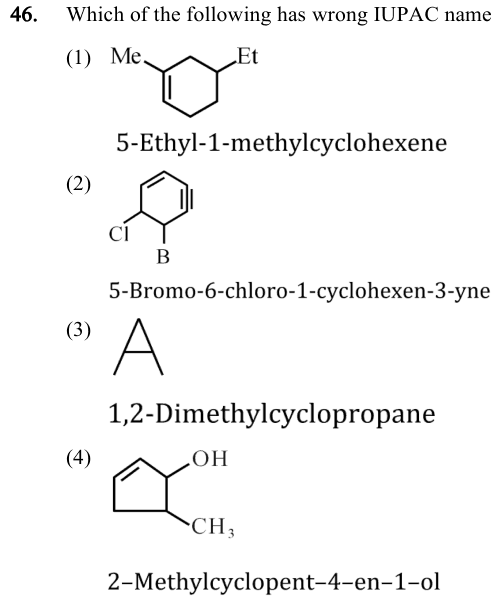 46. Which of the following has wrong IUPAC name
(1) Me Et
5-Ethyl-1-methylcyclohexene
(2)
Cl
B
5-Bromo-6-chloro-1-cyclohexen-3-yne
(3)
1,2-Dimethylcyclopropane
(4) OH
CH₃
2–Methylcyclopent–4–en–1–ol